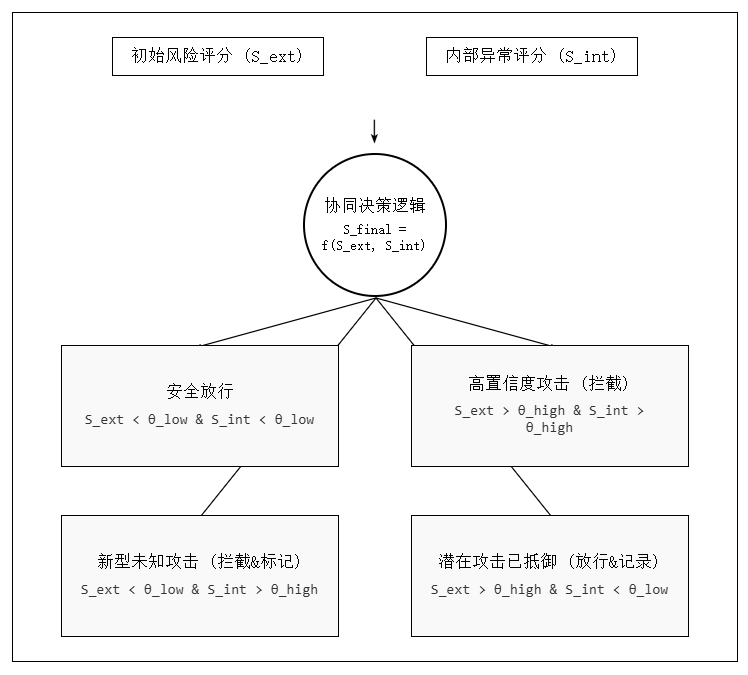 初始风险评分 (S_ext)
内部异常评分 (S_int)
协同决策逻辑
S_final =
f(S_ext, S_int)
安全放行
S_ext < θ_low & S_int < θ_low
高置信度攻击 (拦截)
S_ext > θ_high & S_int >
θ_high
新型未知攻击 (拦截&标记)
S_ext < θ_low & S_int > θ_high
潜在攻击已抵御 (放行&记录)
S_ext > θ_high & S_int < θ_low